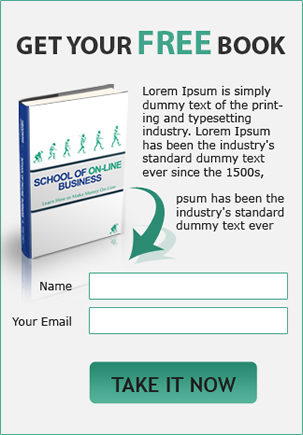 GET YOUR FREE BOOK
Lorem Ipsum is simply
dummy text of the print-
ing and typesetting
industry. Lorem Ipsum
has been the industry's
standard dummy text
ever since the 1500s,
psum has been the
industry's standard
dummy text ever
SCHOOL OF ON-LINE
BUSINESS
Learn How to Make Money On-Line
Name
Your Email
TAKE IT NOW